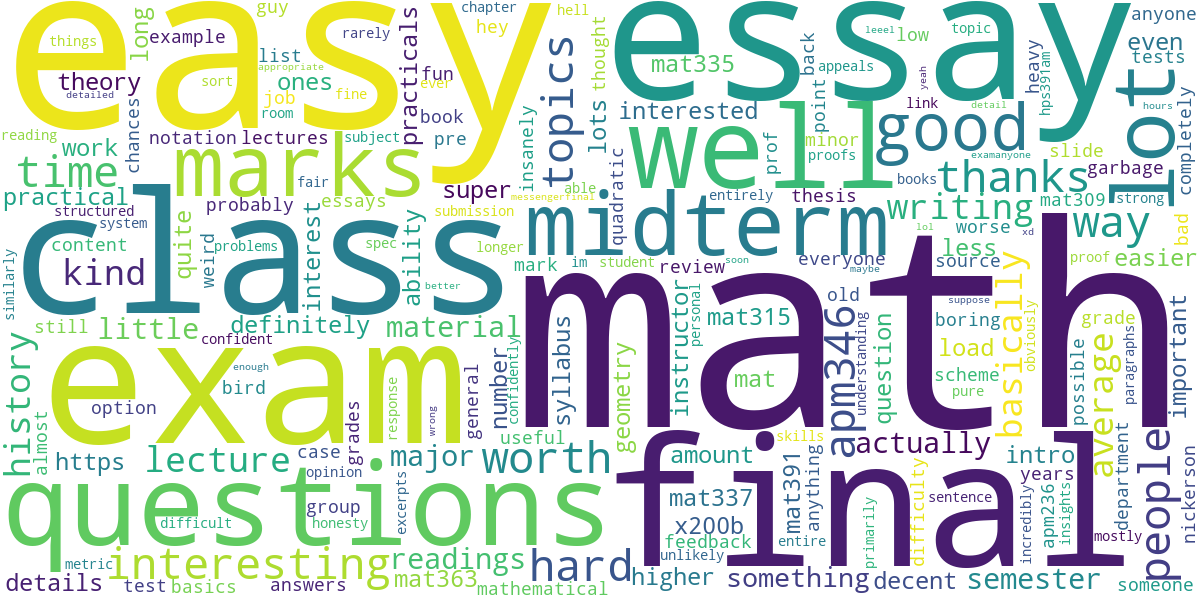 easy
essay
class
math
exam
final
questions
midterm
well
marks
good
lot
time
topics
thanks
writing
way
people
apm346
basically
average
hard
interesting
worth
lecture
history
kind
little
material
readings
semester
something
actually
major
definitely
practicals
theory
practical
super
ability
interest
quite
long
lots
interested
mat335
even
tests
anyone
easier
important
less
load
intro
decent
higher
mat337
x200b
feedback
amount
mat391
anything
question
instructor
mat315
mat
geometry
syllabus
number
mat363
details
https
work
ones
job
fun
book
pre
notation
lectures
example
list
guy
hey
rarely
chapter
hell
things
sort
appropriate
detailed
ever
fine
room
reading
chances
subject
insanely
thought
back
point
appeals
low
leeel
topic
yeah
heavy
hps391am
link
detail
hours
prof
minor
proofs
slide
garbage
completely
examanyone
books
mat309
strong
able
entirely
thesis
quadratic
messengerfinal
submission
fair
essays
probably
structured
system
content
weird
problems
spec
longer
better
similarly
still
confident
mark
im
student
review
everyone
soon
maybe
worse
source
lol
xd
bad
proof
suppose
old
boring
personal
understanding
obviously
grade
possible
paragraphs
scheme
pure
general
confidently
enough
bird
option
almost
response
wrong
useful
case
grades
opinion
group
excerpts
honesty
difficult
metric
test
basics
answers
mathematical
unlikely
entire
skills
primarily
difficulty
sentence
years
incredibly
apm236
insights
department
mostly
nickerson
someone